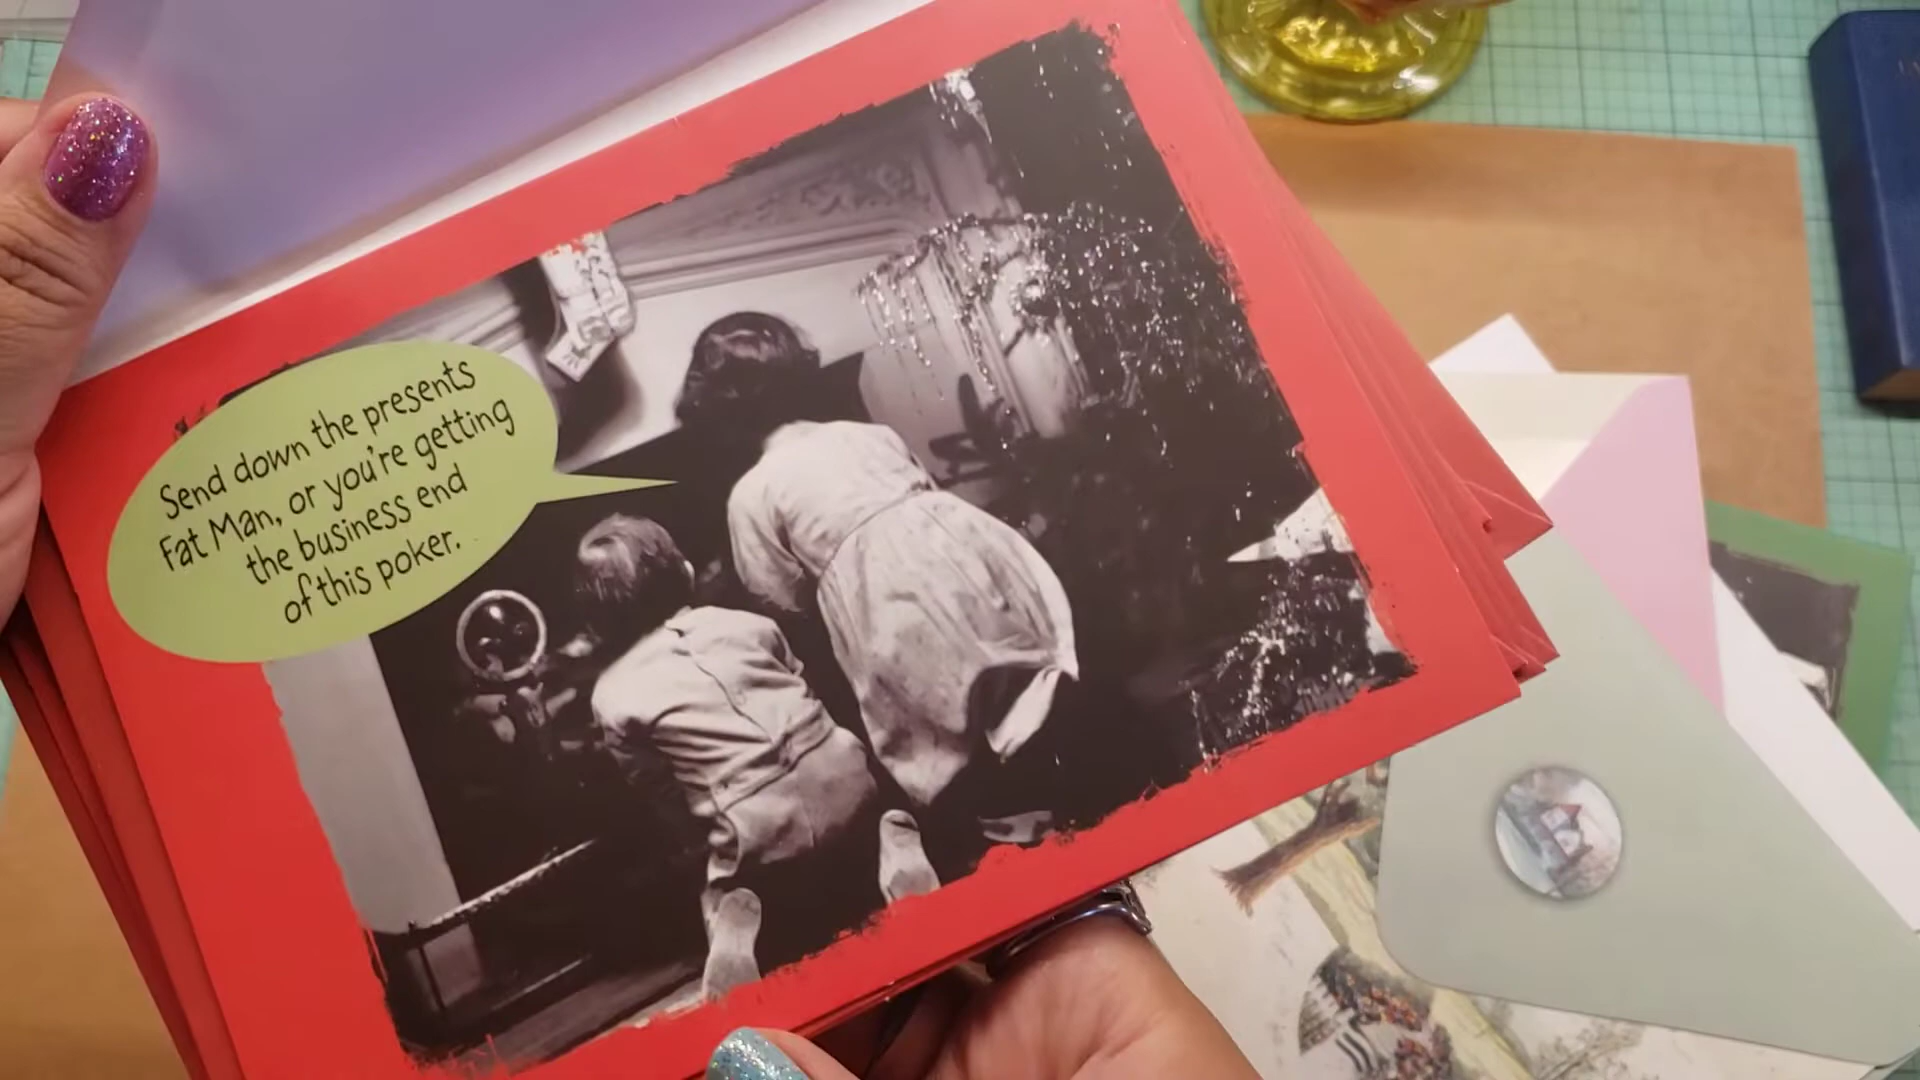 Send down the presents
Fat Man, or you're getting
the business end
of this poker.